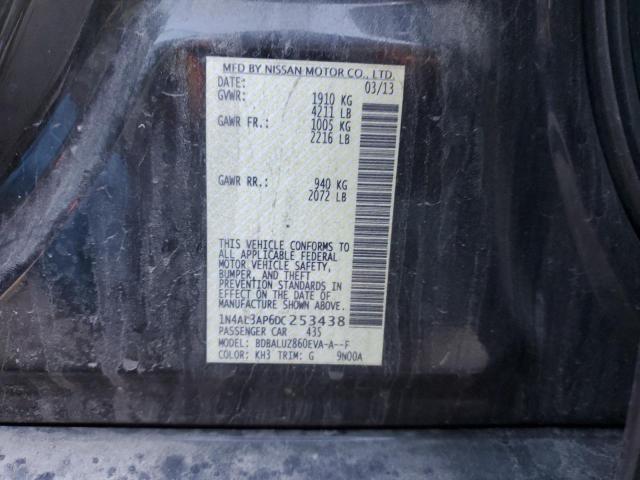 MFD BY NISSAN MOTOR CO., LTD.
DATE: 03/13
GVWR: 1910 KG
4211 LB
GAWR FR.: 1005 KG
2216 LB
GAWR RR.: 940 KG
2072 LB
THIS VEHICLE CONFORMS TO
ALL APPLICABLE FEDERAL
MOTOR VEHICLE SAFETY,
BUMPER, AND THEFT
PREVENTION STANDARDS IN
EFFECT ON THE DATE OF
MANUFACTURE SHOWN ABOVE.
1N4AL3AP6DC253438
PASSENGER CAR 435
MODEL: BDBALUZ860EVA-A--F
COLOR: KH3 TRIM: G 9N00A